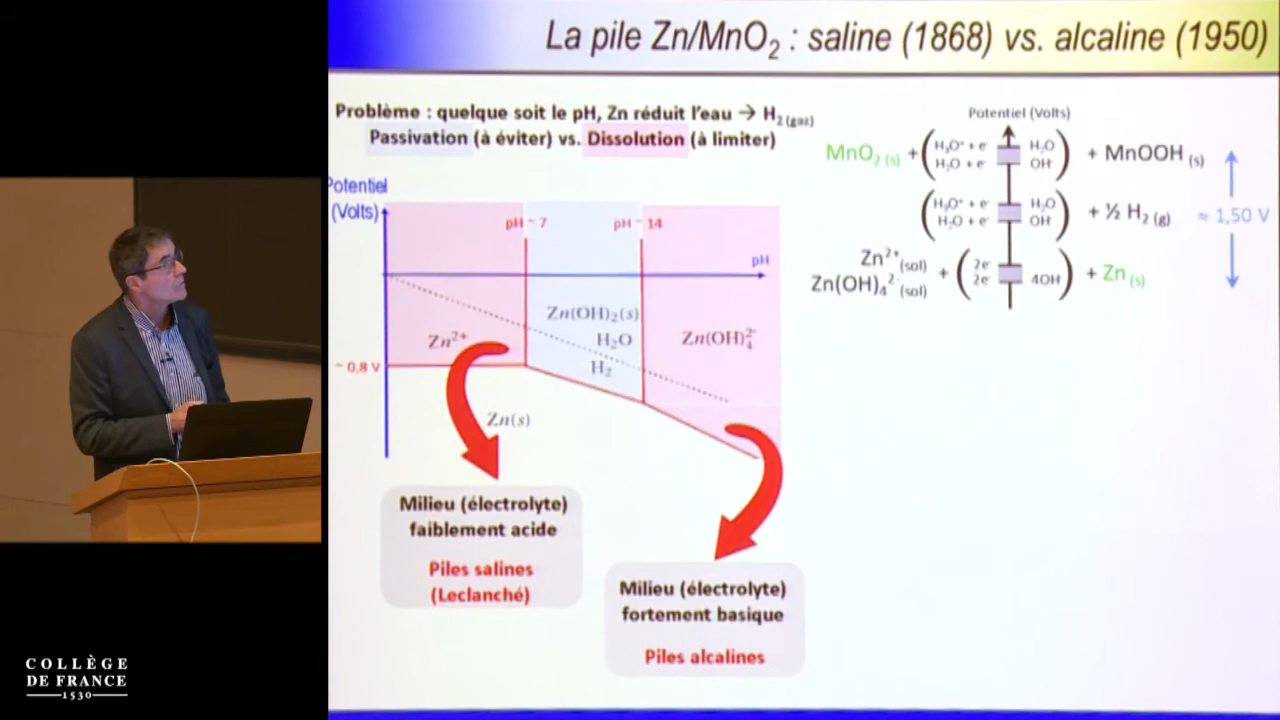 La pile Zn/MnO₂ : saline (1868) vs. alcaline (1950)
Problème : quelque soit le pH, Zn réduit l'eau → H₂ (gaz)
Passivation (à éviter) vs. Dissolution (à limiter)
Potentiel
(Volts)
pH ~ 7
pH ~ 14
pH
Zn(OH)₂(s)
Zn²⁺
H₂O
Zn(OH)₄²⁻
~ 0,8 V
H₂
Zn(s)
Milieu (électrolyte)
faiblement acide
Piles salines
(Leclanché)
Milieu (électrolyte)
fortement basique
Piles alcalines
Potentiel (Volts)
MnO₂ (s) + ( H₃O⁺ + e⁻ H₂O ) + MnOOH (s)
H₂O + e⁻ OH⁻
( H₃O⁺ + e⁻ H₂O ) + ½ H₂ (g)
H₂O + e⁻ OH⁻
≈ 1,50 V
Zn²⁺ (sol) + ( 2e⁻ ) + Zn (s)
Zn(OH)₄²⁻ (sol) 2e⁻ 4OH⁻
COLLÈGE
DE FRANCE
1530